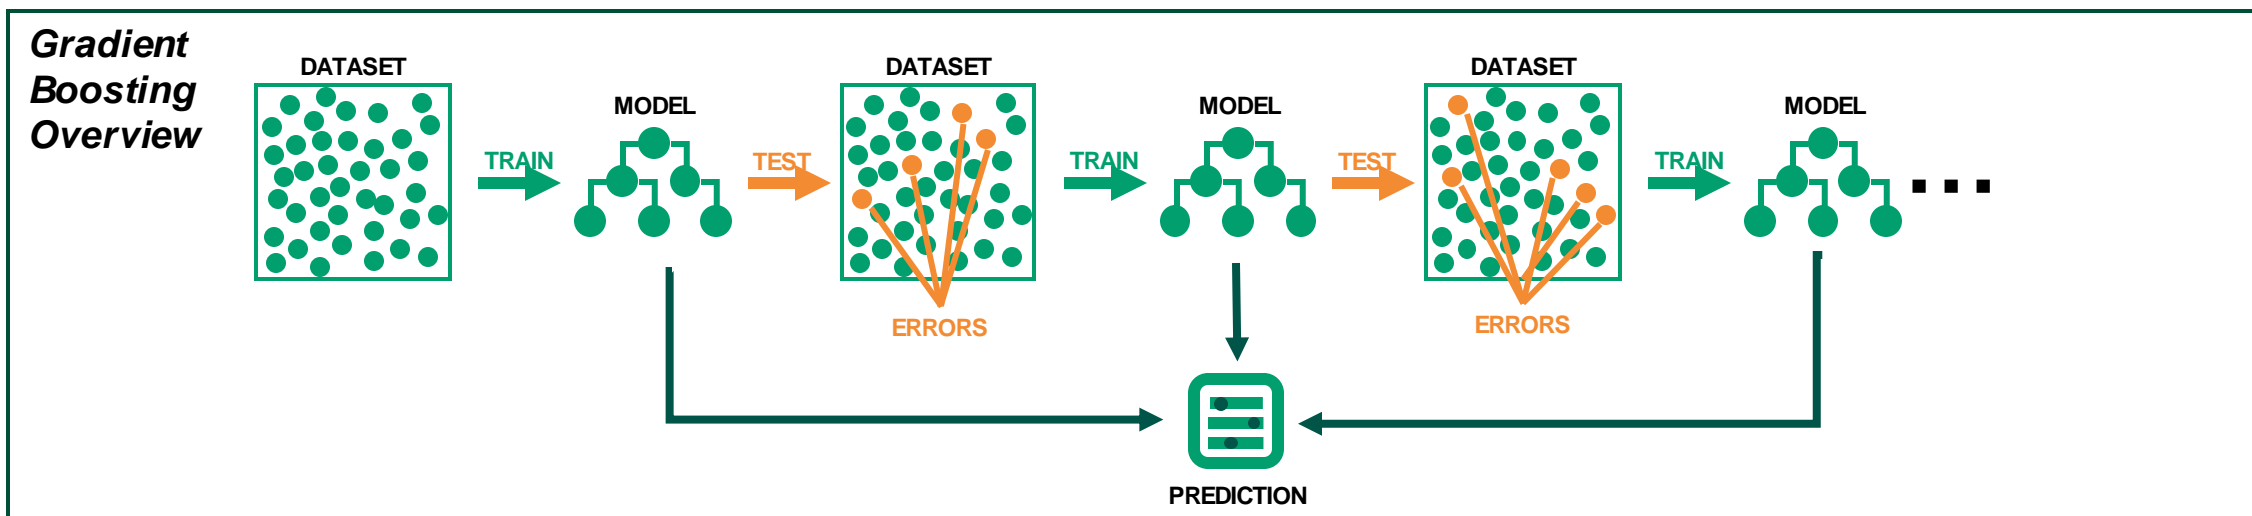 Gradient
Boosting
Overview
DATASET
TRAIN
MODEL
TEST
DATASET
ERRORS
TRAIN
MODEL
TEST
DATASET
ERRORS
TRAIN
MODEL
...
PREDICTION